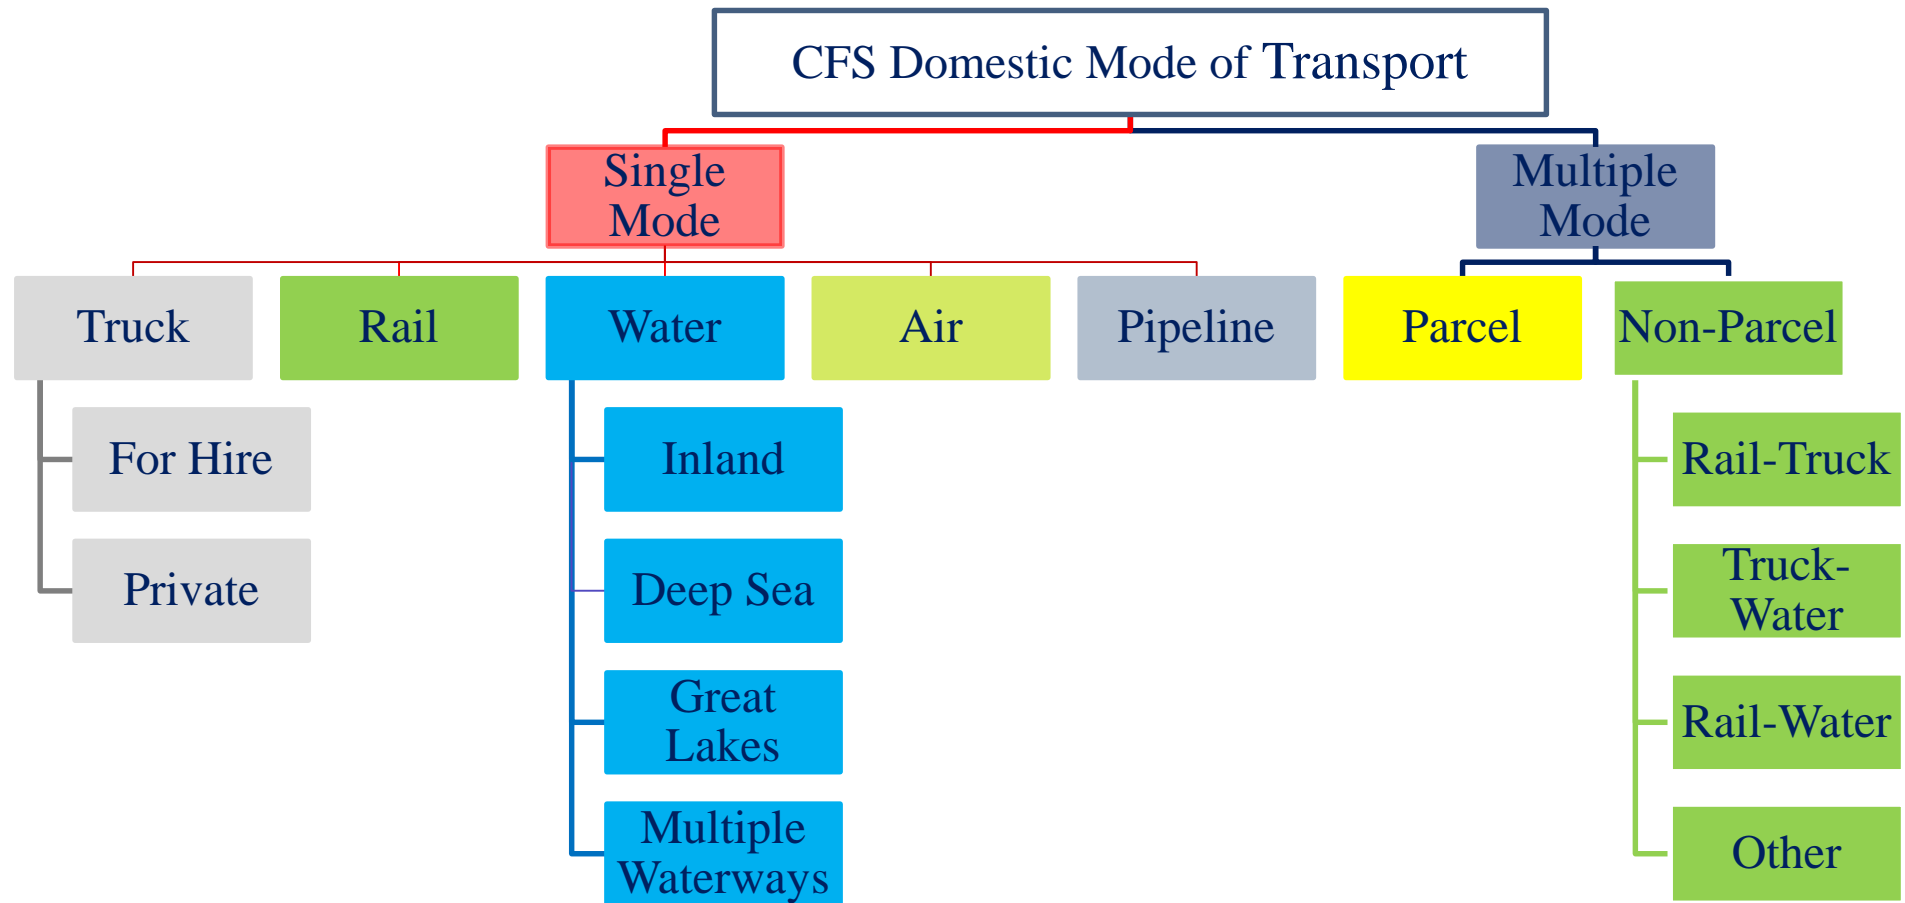 CFS Domestic Mode of Transport
Single
Mode
Multiple
Mode
Truck
Rail
Water
Air
Pipeline
Parcel
Non-Parcel
For Hire
Private
Inland
Deep Sea
Great
Lakes
Multiple
Waterways
Rail-Truck
Truck-
Water
Rail-Water
Other